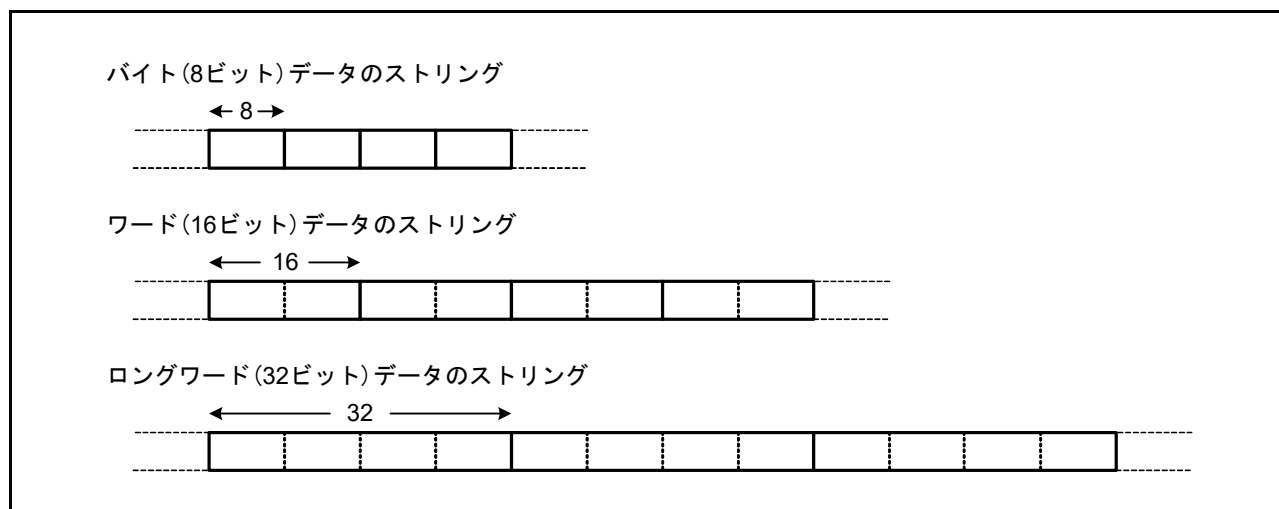 バイト(8ビット)データのストリング
8
ワード(16ビット)データのストリング
16
ロングワード(32ビット)データのストリング
32